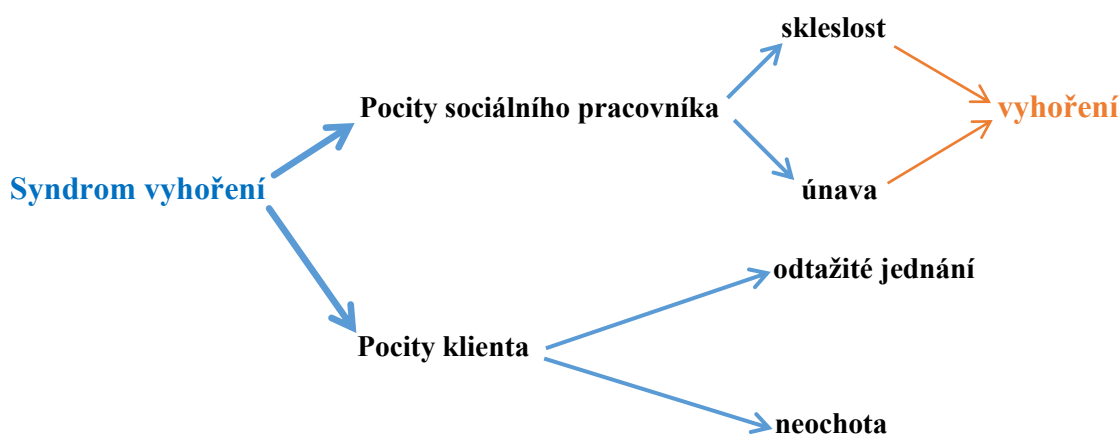 skleslost
Pocity sociálního pracovníka
vyhoření
Syndrom vyhoření
únava
odtažité jednání
Pocity klienta
neochota